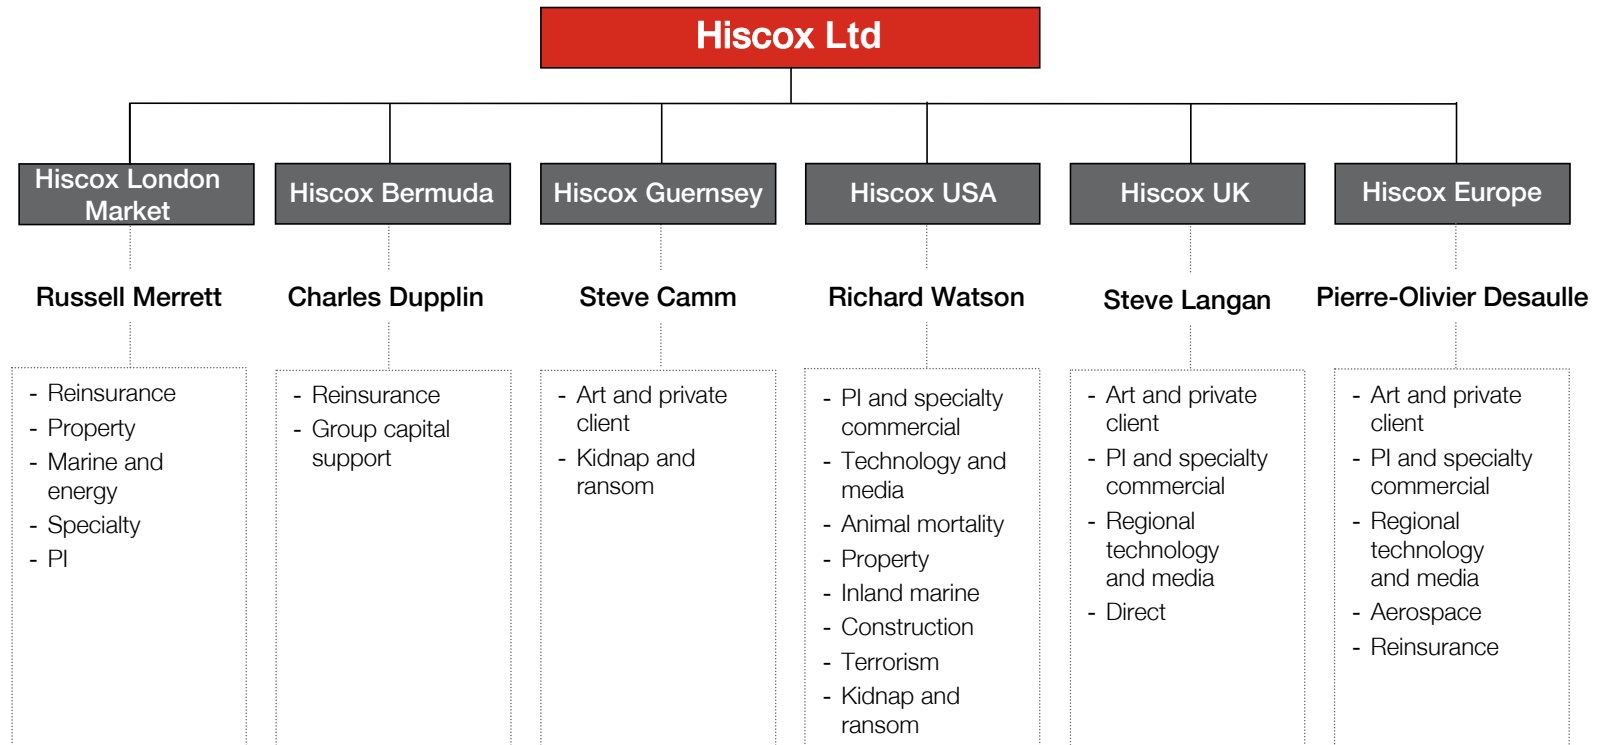 Hiscox Ltd
Hiscox London
Market
Russell Merrett
- Reinsurance
- Property
- Marine and
energy
- Specialty
- PI
Hiscox Bermuda
Charles Dupplin
- Reinsurance
- Group capital
support
Hiscox Guernsey
Steve Camm
- Art and private
client
- Kidnap and
ransom
Hiscox USA
Richard Watson
- PI and specialty
commercial
- Technology and
media
- Animal mortality
- Property
- Inland marine
- Construction
- Terrorism
- Kidnap and
ransom
Hiscox UK
Steve Langan
- Art and private
client
- PI and specialty
commercial
- Regional
technology
and media
- Direct
Hiscox Europe
Pierre-Olivier Desaulle
- Art and private
client
- PI and specialty
commercial
- Regional
technology
and media
- Aerospace
- Reinsurance